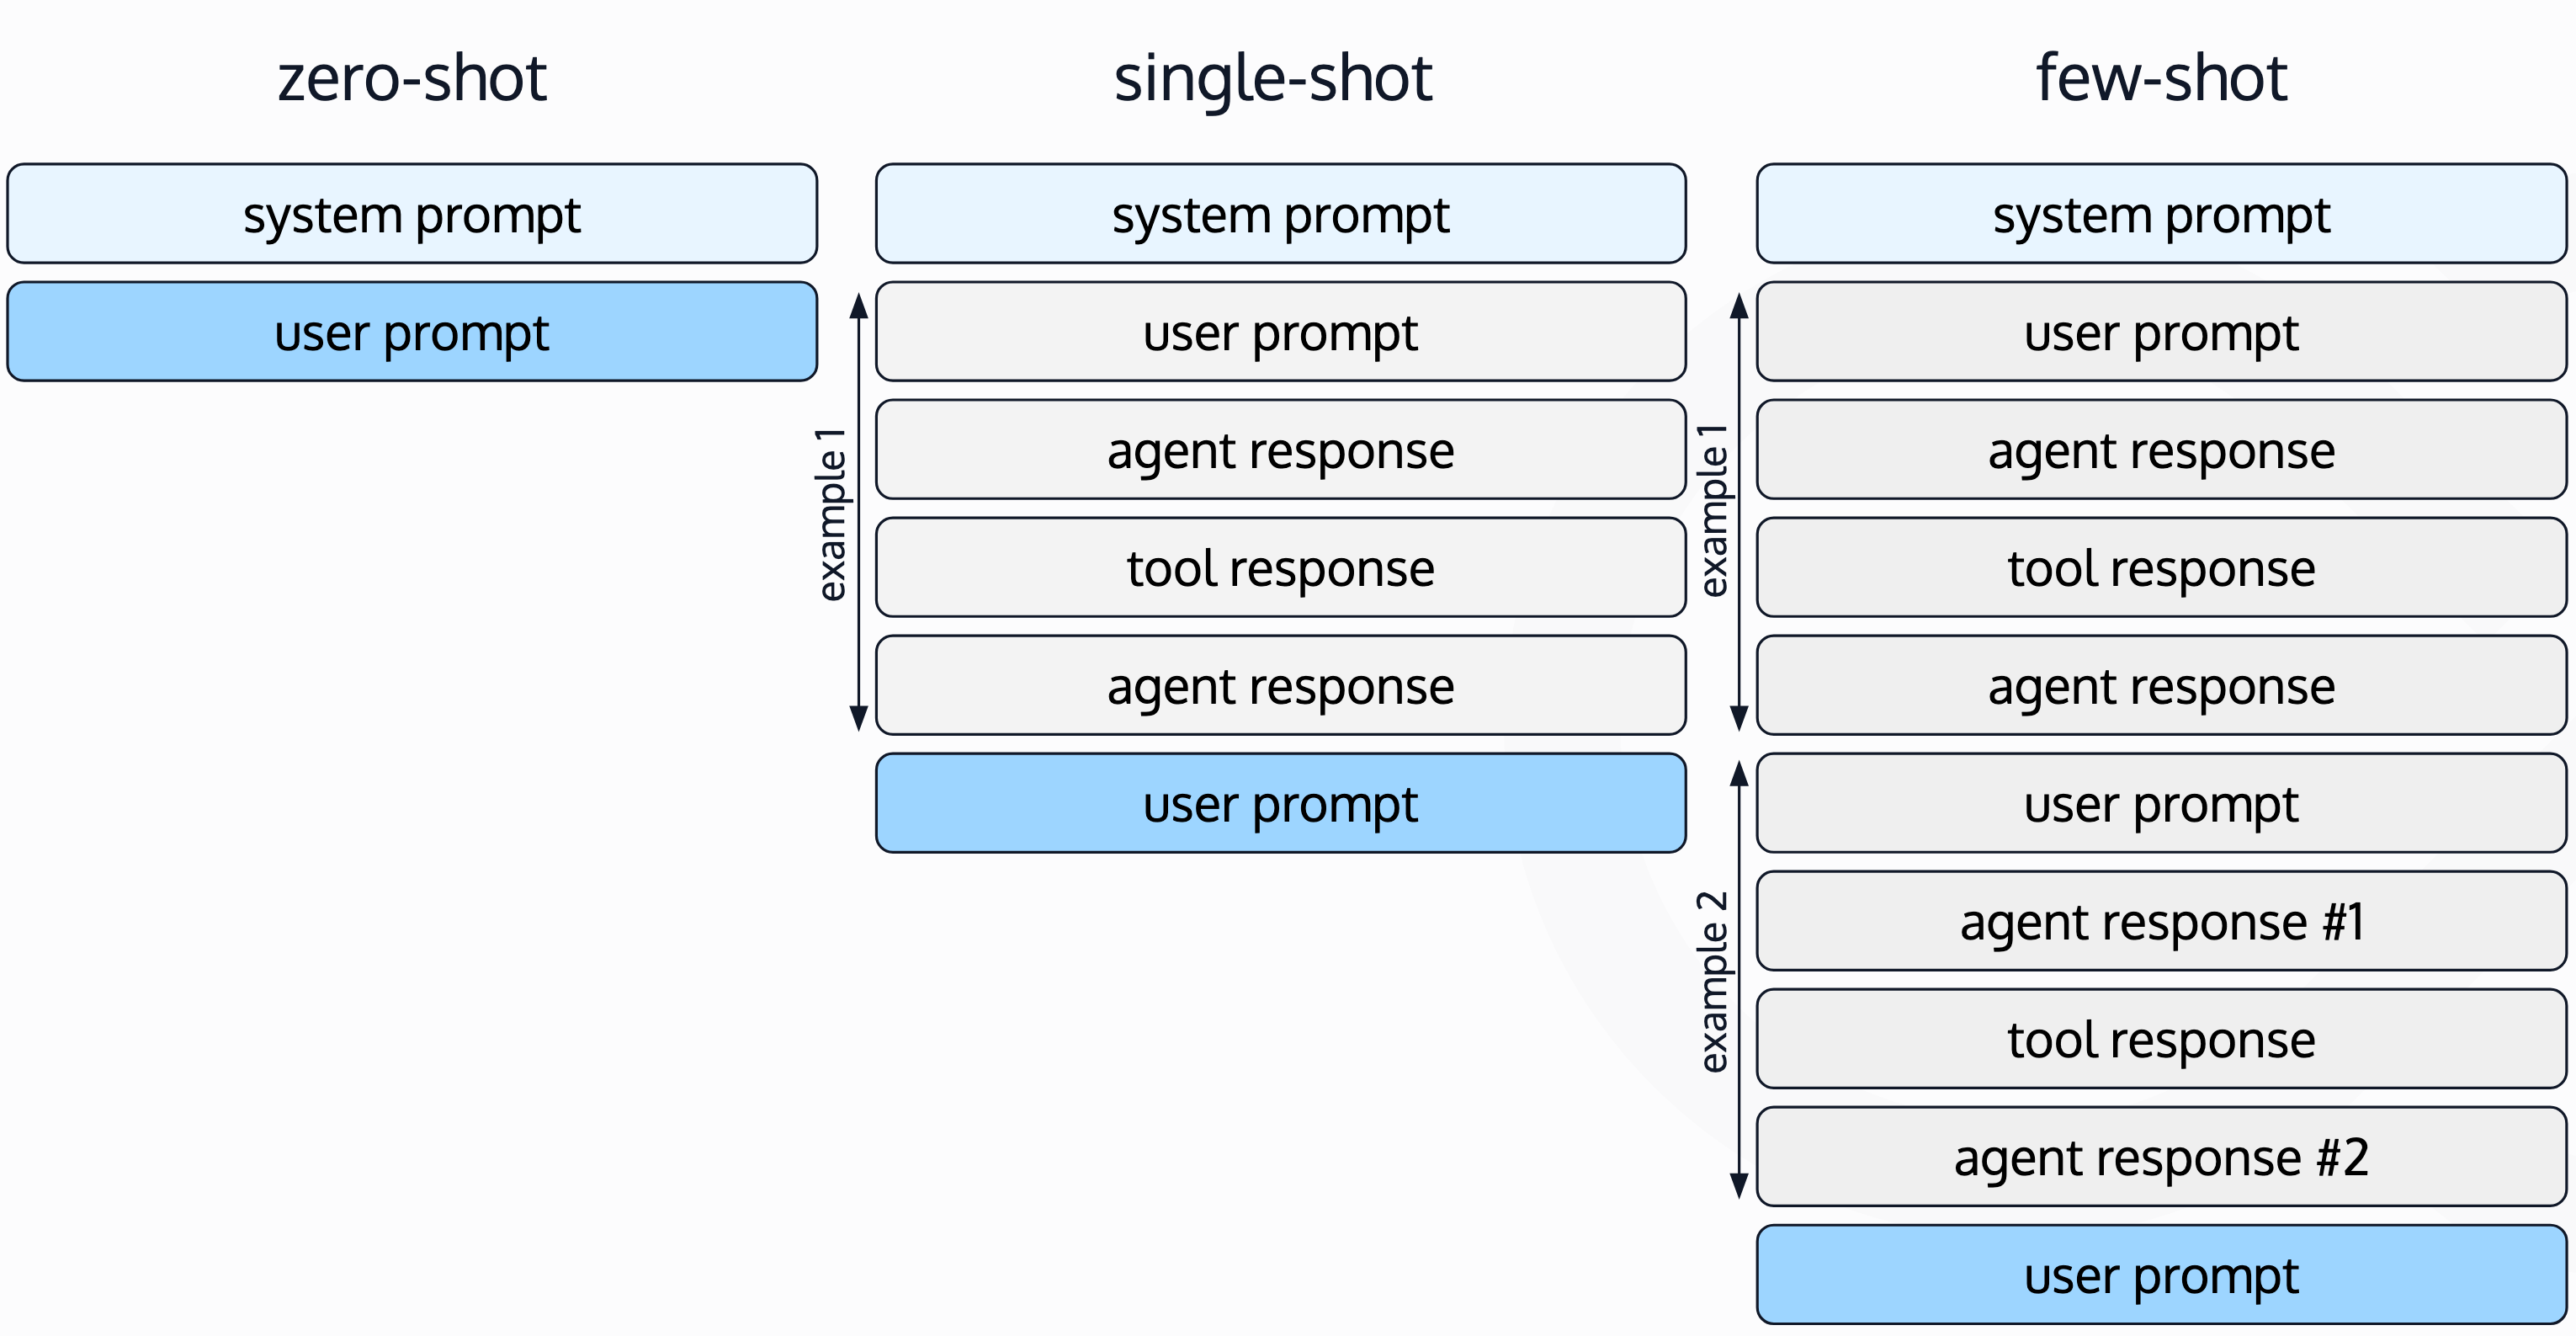 zero-shot
system prompt
user prompt
single-shot
system prompt
example 1
user prompt
agent response
tool response
agent response
user prompt
few-shot
system prompt
example 1
user prompt
agent response
tool response
agent response
example 2
user prompt
agent response #1
tool response
agent response #2
user prompt